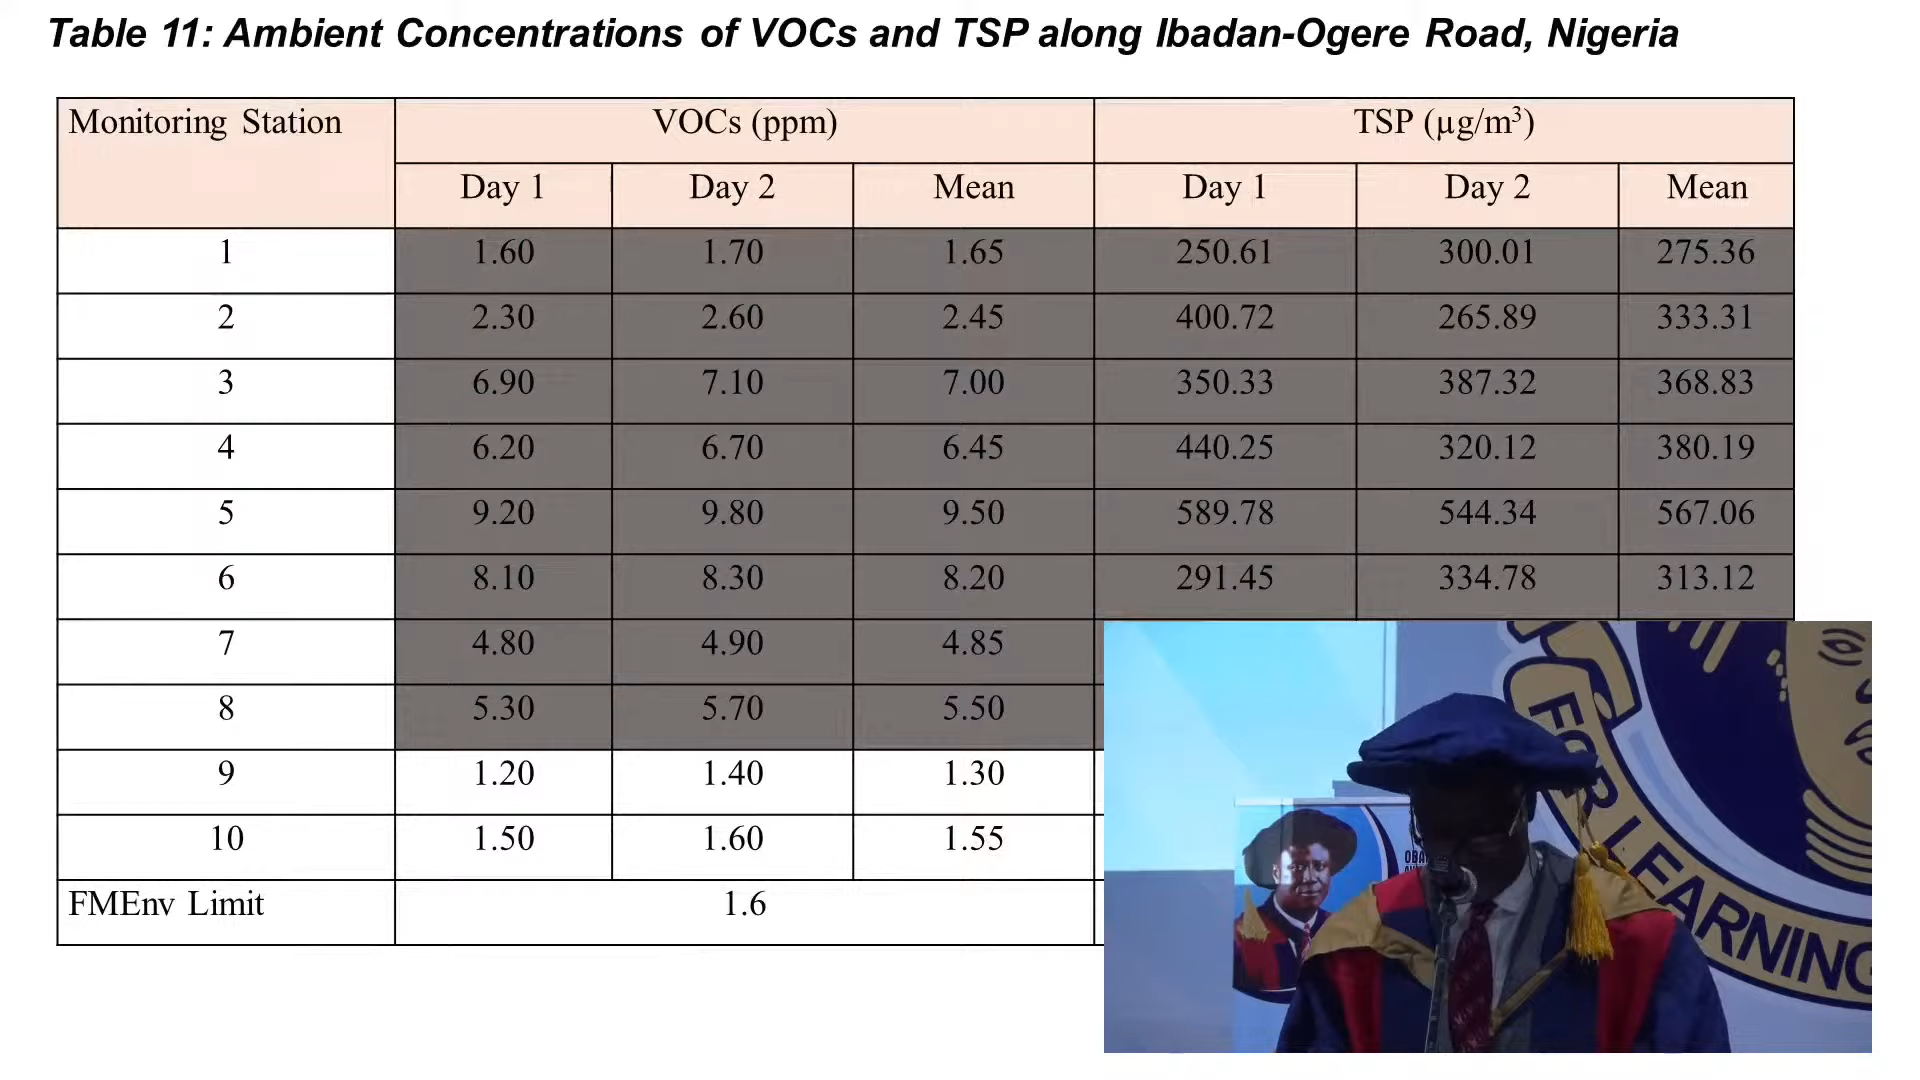 Table 11: Ambient Concentrations of VOCs and TSP along Ibadan-Ogere Road, Nigeria
Monitoring Station VOCs (ppm) TSP (µg/m³)
Day 1 Day 2 Mean Day 1 Day 2 Mean
1 1.60 1.70 1.65 250.61 300.01 275.36
2 2.30 2.60 2.45 400.72 265.89 333.31
3 6.90 7.10 7.00 350.33 387.32 368.83
4 6.20 6.70 6.45 440.25 320.12 380.19
5 9.20 9.80 9.50 589.78 544.34 567.06
6 8.10 8.30 8.20 291.45 334.78 313.12
7 4.80 4.90 4.85
8 5.30 5.70 5.50
9 1.20 1.40 1.30
10 1.50 1.60 1.55
FMEnv Limit 1.6
FOR LEARNING